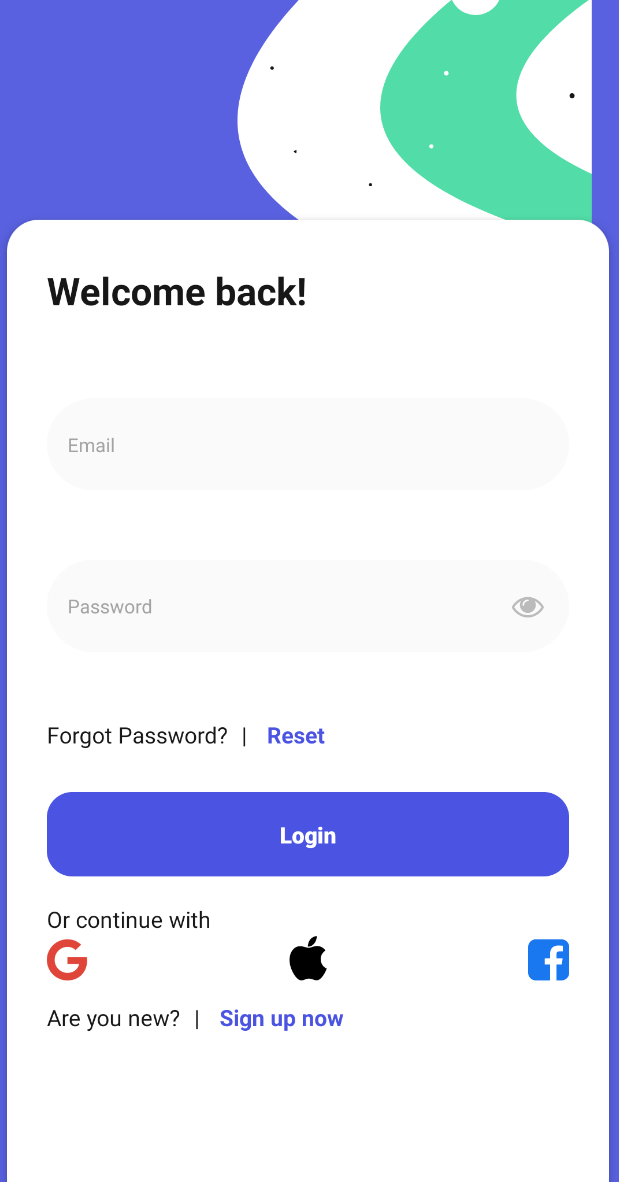 Welcome back!
Email
Password
Forgot Password? | Reset
Login
Or continue with
Are you new? | Sign up now